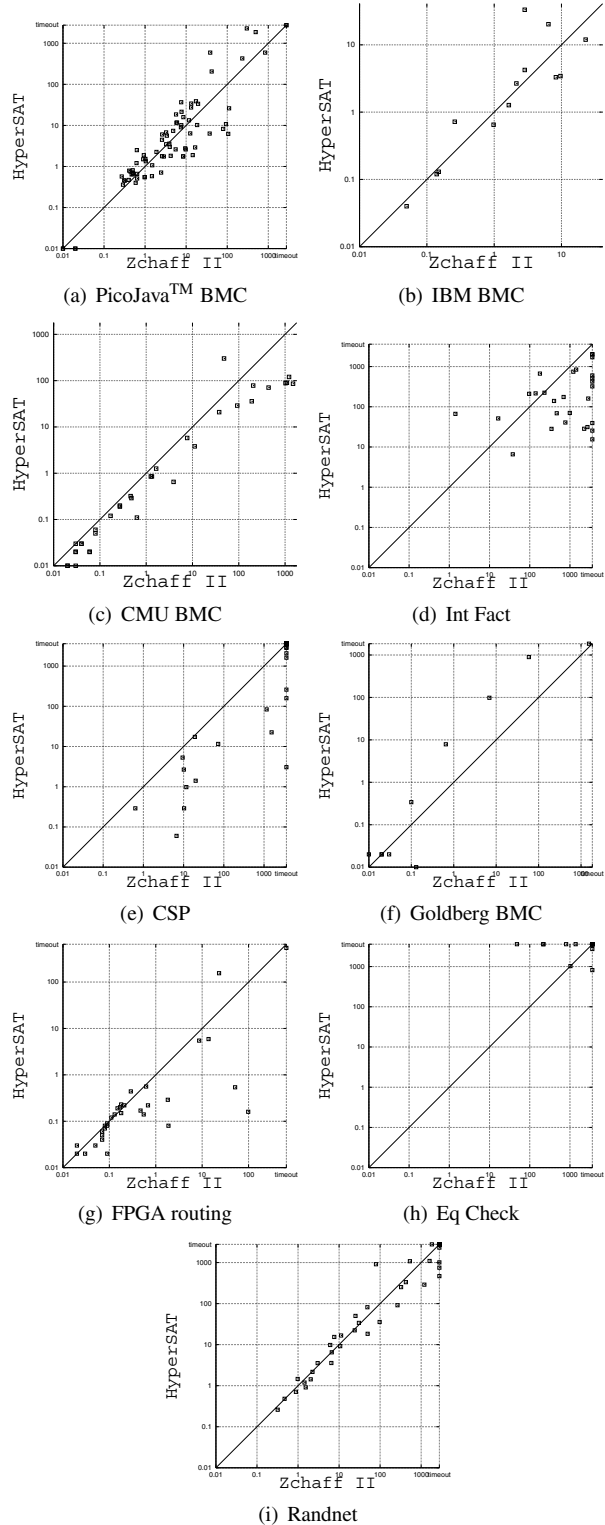 timeout
1000
100
10
1
0.1
0.01
HyperSAT
0.01 0.1 1 10 100 1000 timeout
Zchaff II
(a) PicoJava™ BMC
10
1
0.1
0.01
HyperSAT
0.01 0.1 1 10
Zchaff II
(b) IBM BMC
1000
100
10
1
0.1
0.01
HyperSAT
0.01 0.1 1 10 100 1000
Zchaff II
(c) CMU BMC
timeout
1000
100
10
1
0.1
0.01
HyperSAT
0.01 0.1 1 10 100 1000 timeout
Zchaff II
(d) Int Fact
timeout
1000
100
10
1
0.1
0.01
HyperSAT
0.01 0.1 1 10 100 1000 timeout
Zchaff II
(e) CSP
timeout
1000
100
10
1
0.1
0.01
HyperSAT
0.01 0.1 1 10 100 1000 timeout
Zchaff II
(f) Goldberg BMC
timeout
100
10
1
0.1
0.01
HyperSAT
0.01 0.1 1 10 100 timeout
Zchaff II
(g) FPGA routing
timeout
1000
100
10
1
0.1
0.01
HyperSAT
0.01 0.1 1 10 100 1000 timeout
Zchaff II
(h) Eq Check
timeout
1000
100
10
1
0.1
0.01
HyperSAT
0.01 0.1 1 10 100 1000 timeout
Zchaff II
(i) Randnet